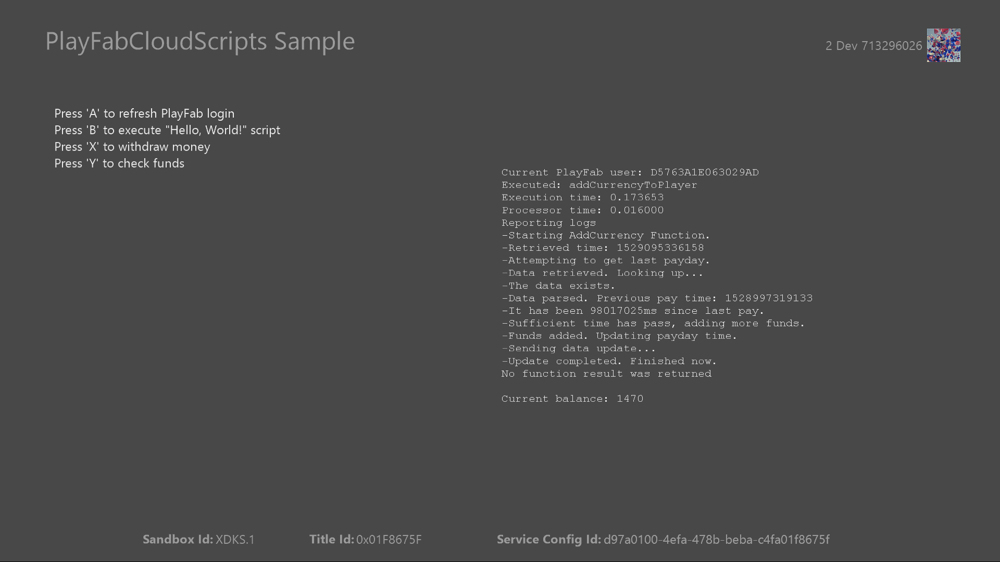 PlayFabCloudScripts Sample
2 Dev 713296026
Press 'A' to refresh PlayFab login
Press 'B' to execute "Hello, World!" script
Press 'X' to withdraw money
Press 'Y' to check funds
Current PlayFab user: D5763A1E063029AD
Executed: addCurrencyToPlayer
Execution time: 0.173653
Processor time: 0.016000
Reporting logs
-Starting AddCurrency Function.
-Retrieved time: 1529095336158
-Attempting to get last payday.
-Data retrieved. Looking up...
-The data exists.
-Data parsed. Previous pay time: 1528997319133
-It has been 98017025ms since last pay.
-Sufficient time has pass, adding more funds.
-Funds added. Updating payday time.
-Sending data update...
-Update completed. Finished now.
No function result was returned
Current balance: 1470
Sandbox Id: XDKS.1
Title Id: 0x01F8675F
Service Config Id: d97a0100-4efa-478b-beba-c4fa01f8675f